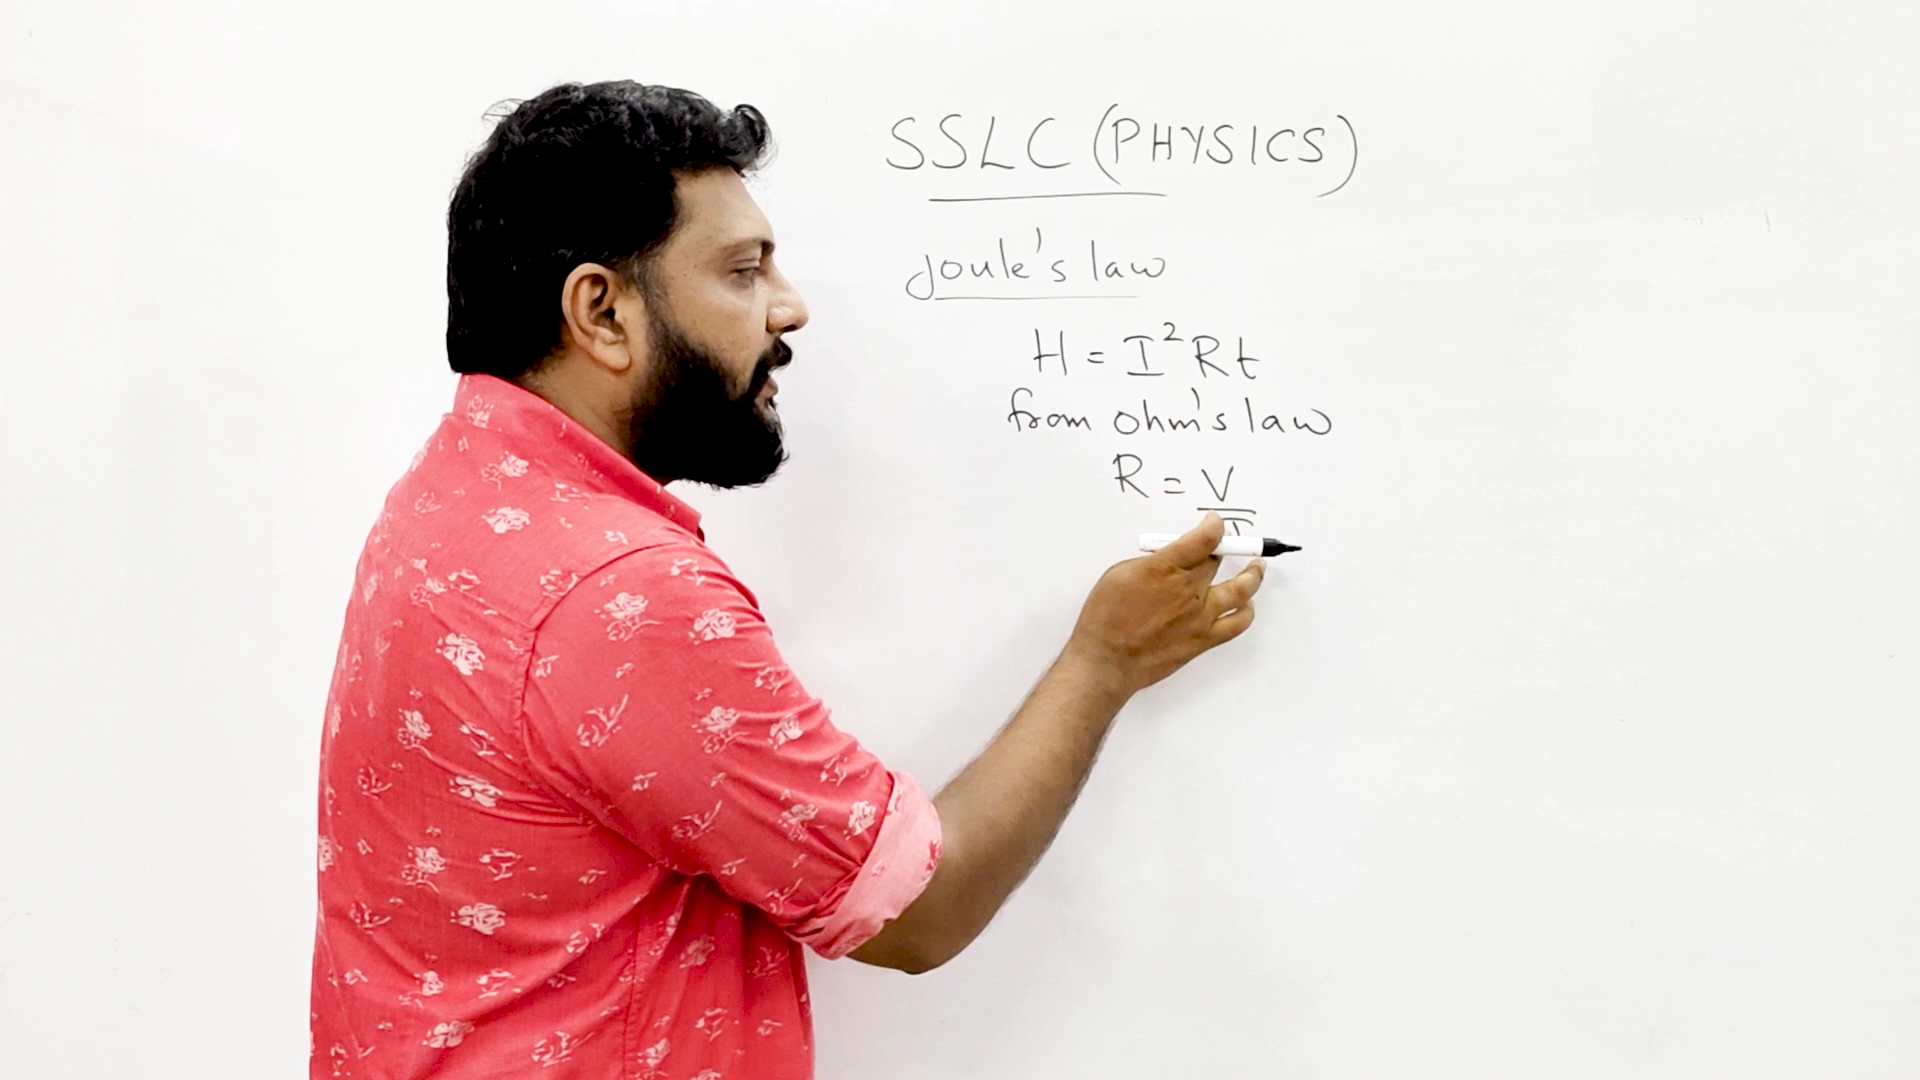 SSLC (PHYSICS)
Joule's law
H = I²Rt
from ohm's law
R = V
I